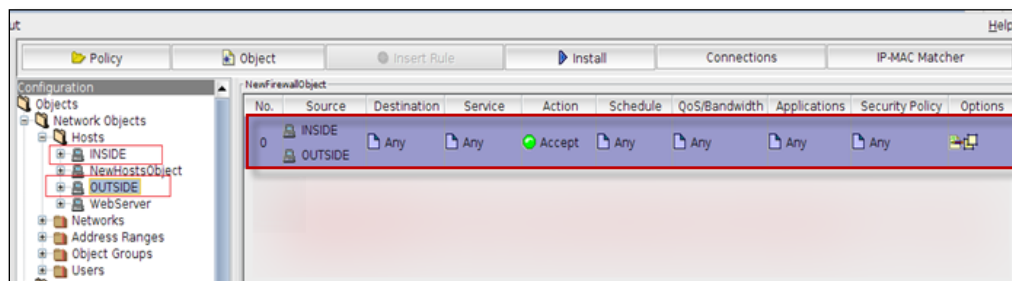 ut
Help
Policy Object Insert Rule Install Connections IP-MAC Matcher
Configuration
Objects
Network Objects
Hosts
INSIDE
NewHostsObject
OUTSIDE
WebServer
Networks
Address Ranges
Object Groups
Users
NewFirewallObject
No. Source Destination Service Action Schedule QoS/Bandwidth Applications Security Policy Options
0 INSIDE Any Any Accept Any Any Any Any
OUTSIDE